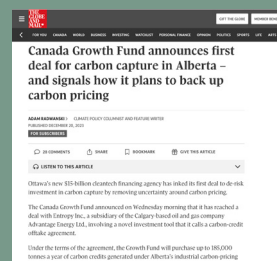 THE
GLOBE
AND
MAIL
GIFT THE GLOBE
FOR YOU CANADA WORLD BUSINESS INVESTING WATCHLIST PERSONAL FINANCE OPINION POLITICS SPORTS LIFE ARTS
Canada Growth Fund announces first
deal for carbon capture in Alberta –
and signals how it plans to back up
carbon pricing
ADAM RADWANSKI > CLIMATE POLICY COLUMNIST AND FEATURE WRITER
PUBLISHED DECEMBER 20, 2023
FOR SUBSCRIBERS
COMMENTS SHARE BOOKMARK GIVE THIS ARTICLE
LISTEN TO THIS ARTICLE
Ottawa's new $15-billion cleantech financing agency has inked its first deal to de-risk
investment in carbon capture by removing uncertainty around carbon pricing.
The Canada Growth Fund announced on Wednesday morning that it has reached a
deal with Entropy Inc., a subsidiary of the Calgary-based oil and gas company
Advantage Energy Ltd., involving a novel investment tool that it calls a carbon-credit
offtake agreement.
Under the terms of the agreement, the Growth Fund will purchase up to 185,000
tonnes a year of carbon credits generated under Alberta's industrial carbon-pricing